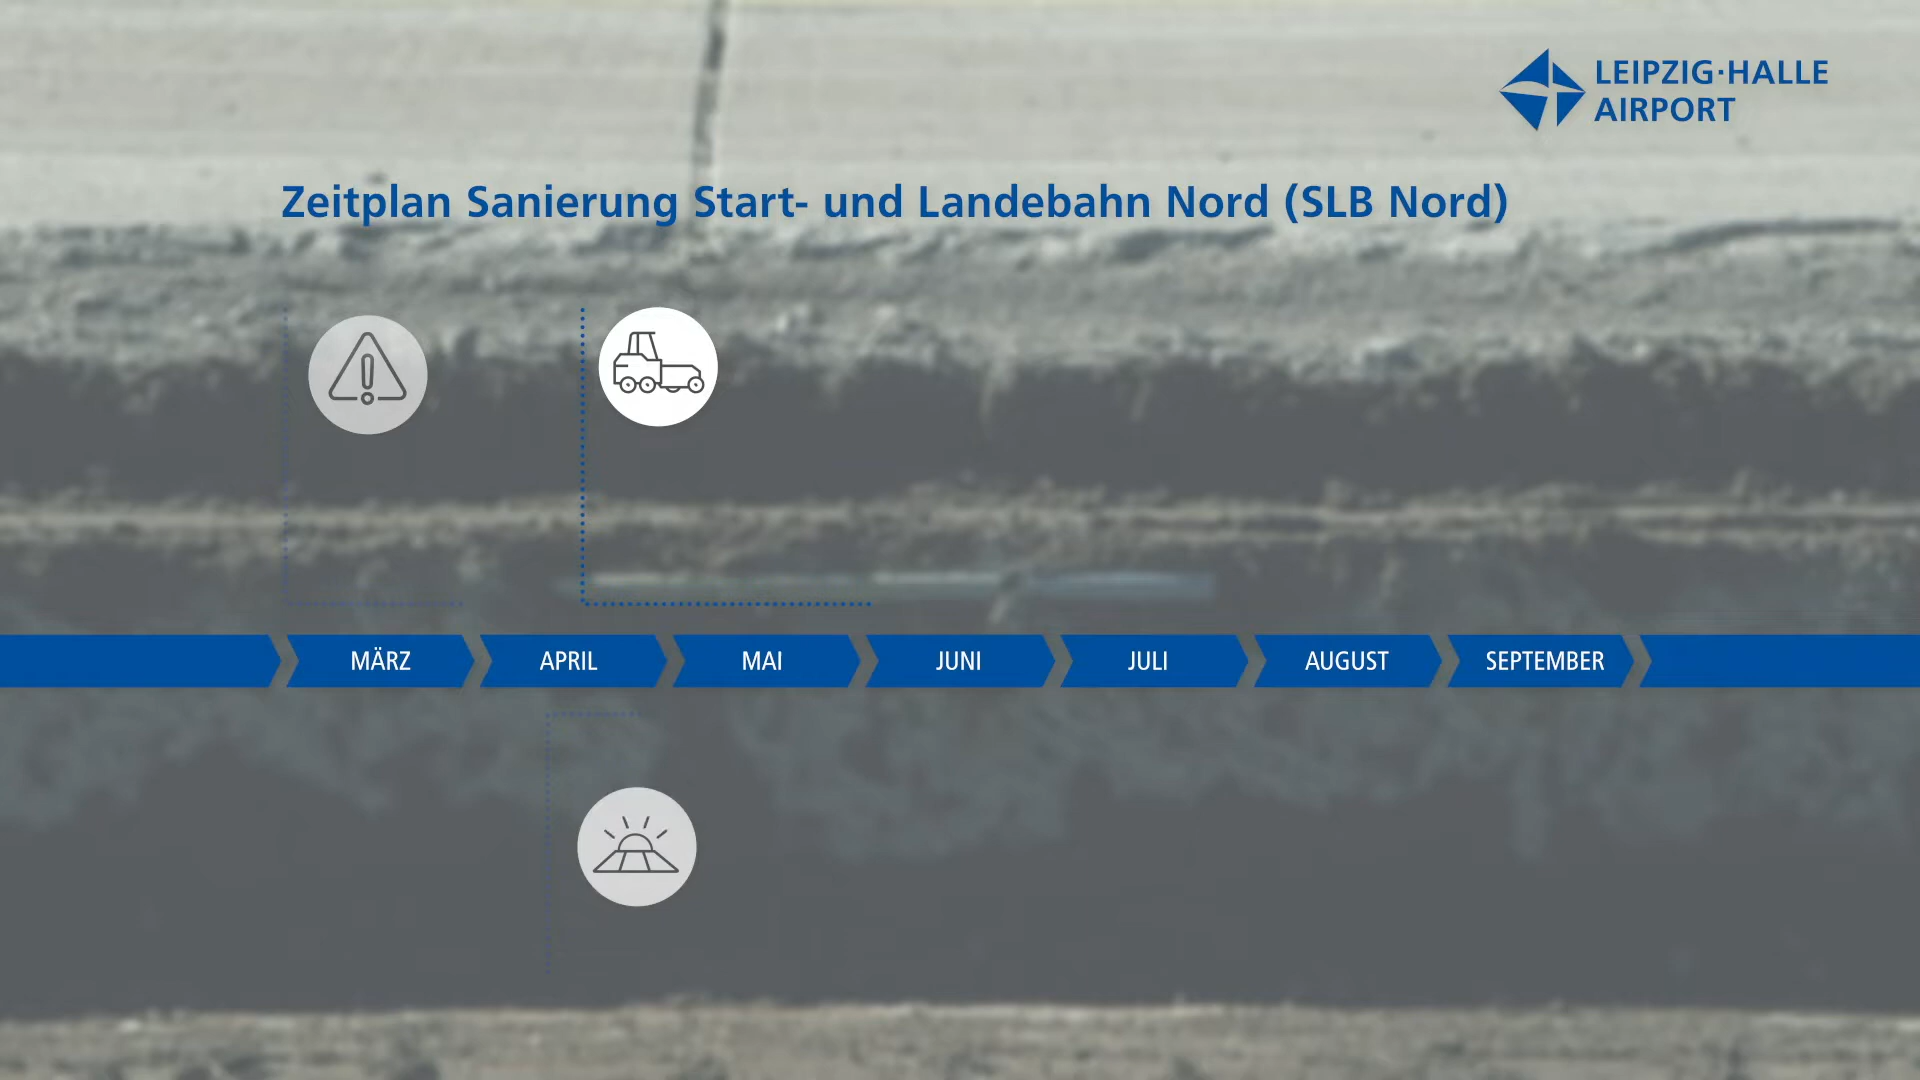 LEIPZIG·HALLE
AIRPORT
Zeitplan Sanierung Start- und Landebahn Nord (SLB Nord)
MÄRZ
APRIL
MAI
JUNI
JULI
AUGUST
SEPTEMBER